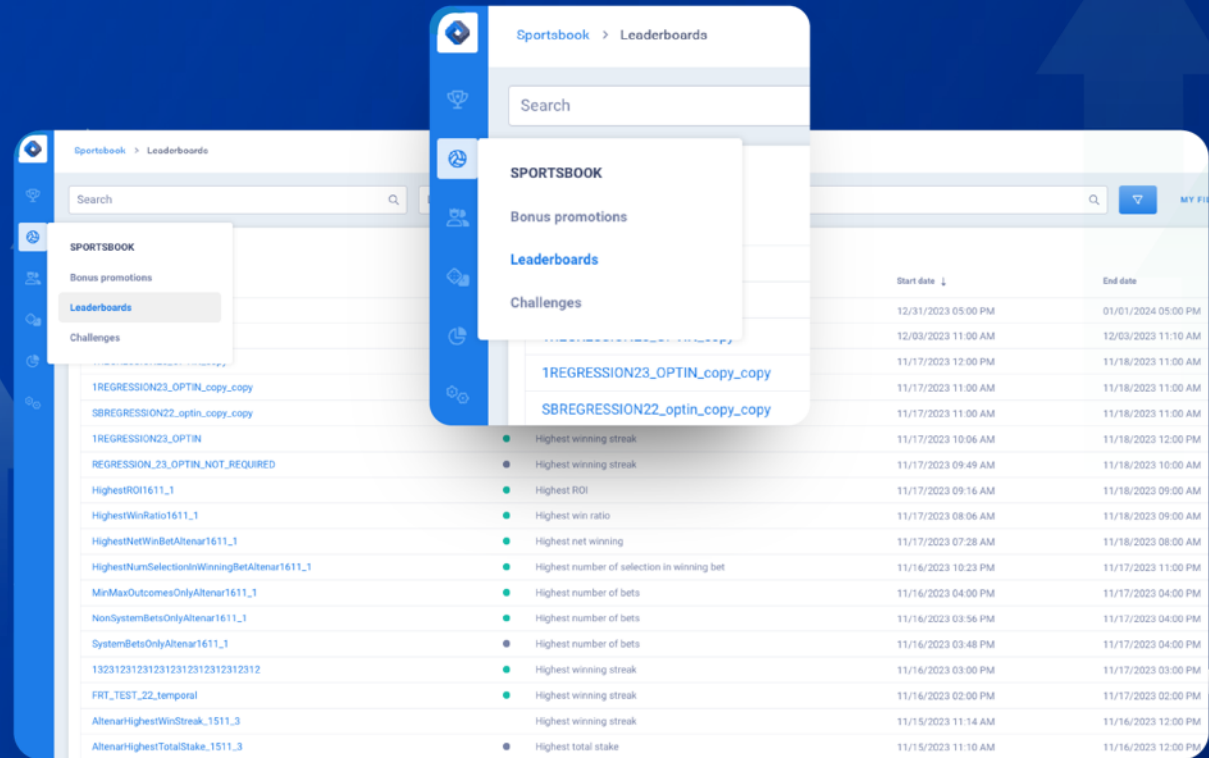 Sportsbook > Leaderboards
Search
SPORTSBOOK
Bonus promotions
Leaderboards
Challenges
1REGRESSION23_OPTIN_copy_copy
SBREGRESSION22_optin_copy_copy
Sportsbook > Leaderboards
Search
MY FI
SPORTSBOOK
Bonus promotions
Leaderboards
Challenges
Start date ↓ End date
12/31/2023 05:00 PM 01/01/2024 05:00 PM
12/03/2023 11:00 AM 12/03/2023 11:10 AM
11/17/2023 12:00 PM 11/18/2023 11:00 AM
1REGRESSION23_OPTIN_copy_copy 11/17/2023 11:00 AM 11/18/2023 11:00 AM
SBREGRESSION22_optin_copy_copy 11/17/2023 11:00 AM 11/18/2023 11:00 AM
1REGRESSION23_OPTIN Highest winning streak 11/17/2023 10:06 AM 11/18/2023 12:00 PM
REGRESSION_23_OPTIN_NOT_REQUIRED Highest winning streak 11/17/2023 09:49 AM 11/18/2023 10:00 AM
HighestROI1611_1 Highest ROI 11/17/2023 09:16 AM 11/18/2023 09:00 AM
HighestWinRatio1611_1 Highest win ratio 11/17/2023 08:06 AM 11/18/2023 09:00 AM
HighestNetWinBetAltenar1611_1 Highest net winning 11/17/2023 07:28 AM 11/18/2023 08:00 AM
HighestNumSelectionInWinningBetAltenar1611_1 Highest number of selection in winning bet 11/16/2023 10:23 PM 11/17/2023 11:00 PM
MinMaxOutcomesOnlyAltenar1611_1 Highest number of bets 11/16/2023 04:00 PM 11/17/2023 04:00 PM
NonSystemBetsOnlyAltenar1611_1 Highest number of bets 11/16/2023 03:56 PM 11/17/2023 04:00 PM
SystemBetsOnlyAltenar1611_1 Highest number of bets 11/16/2023 03:48 PM 11/17/2023 04:00 PM
1323123123123123123123123123​12 Highest winning streak 11/16/2023 03:00 PM 11/17/2023 03:00 PM
FRT_TEST_22_temporal Highest winning streak 11/16/2023 02:00 PM 11/17/2023 02:00 PM
AltenarHighestWinStreak_1511_3 Highest winning streak 11/15/2023 11:14 AM 11/16/2023 12:00 PM
AltenarHighestTotalStake_1511_3 Highest total stake 11/15/2023 11:10 AM 11/16/2023 12:00 PM